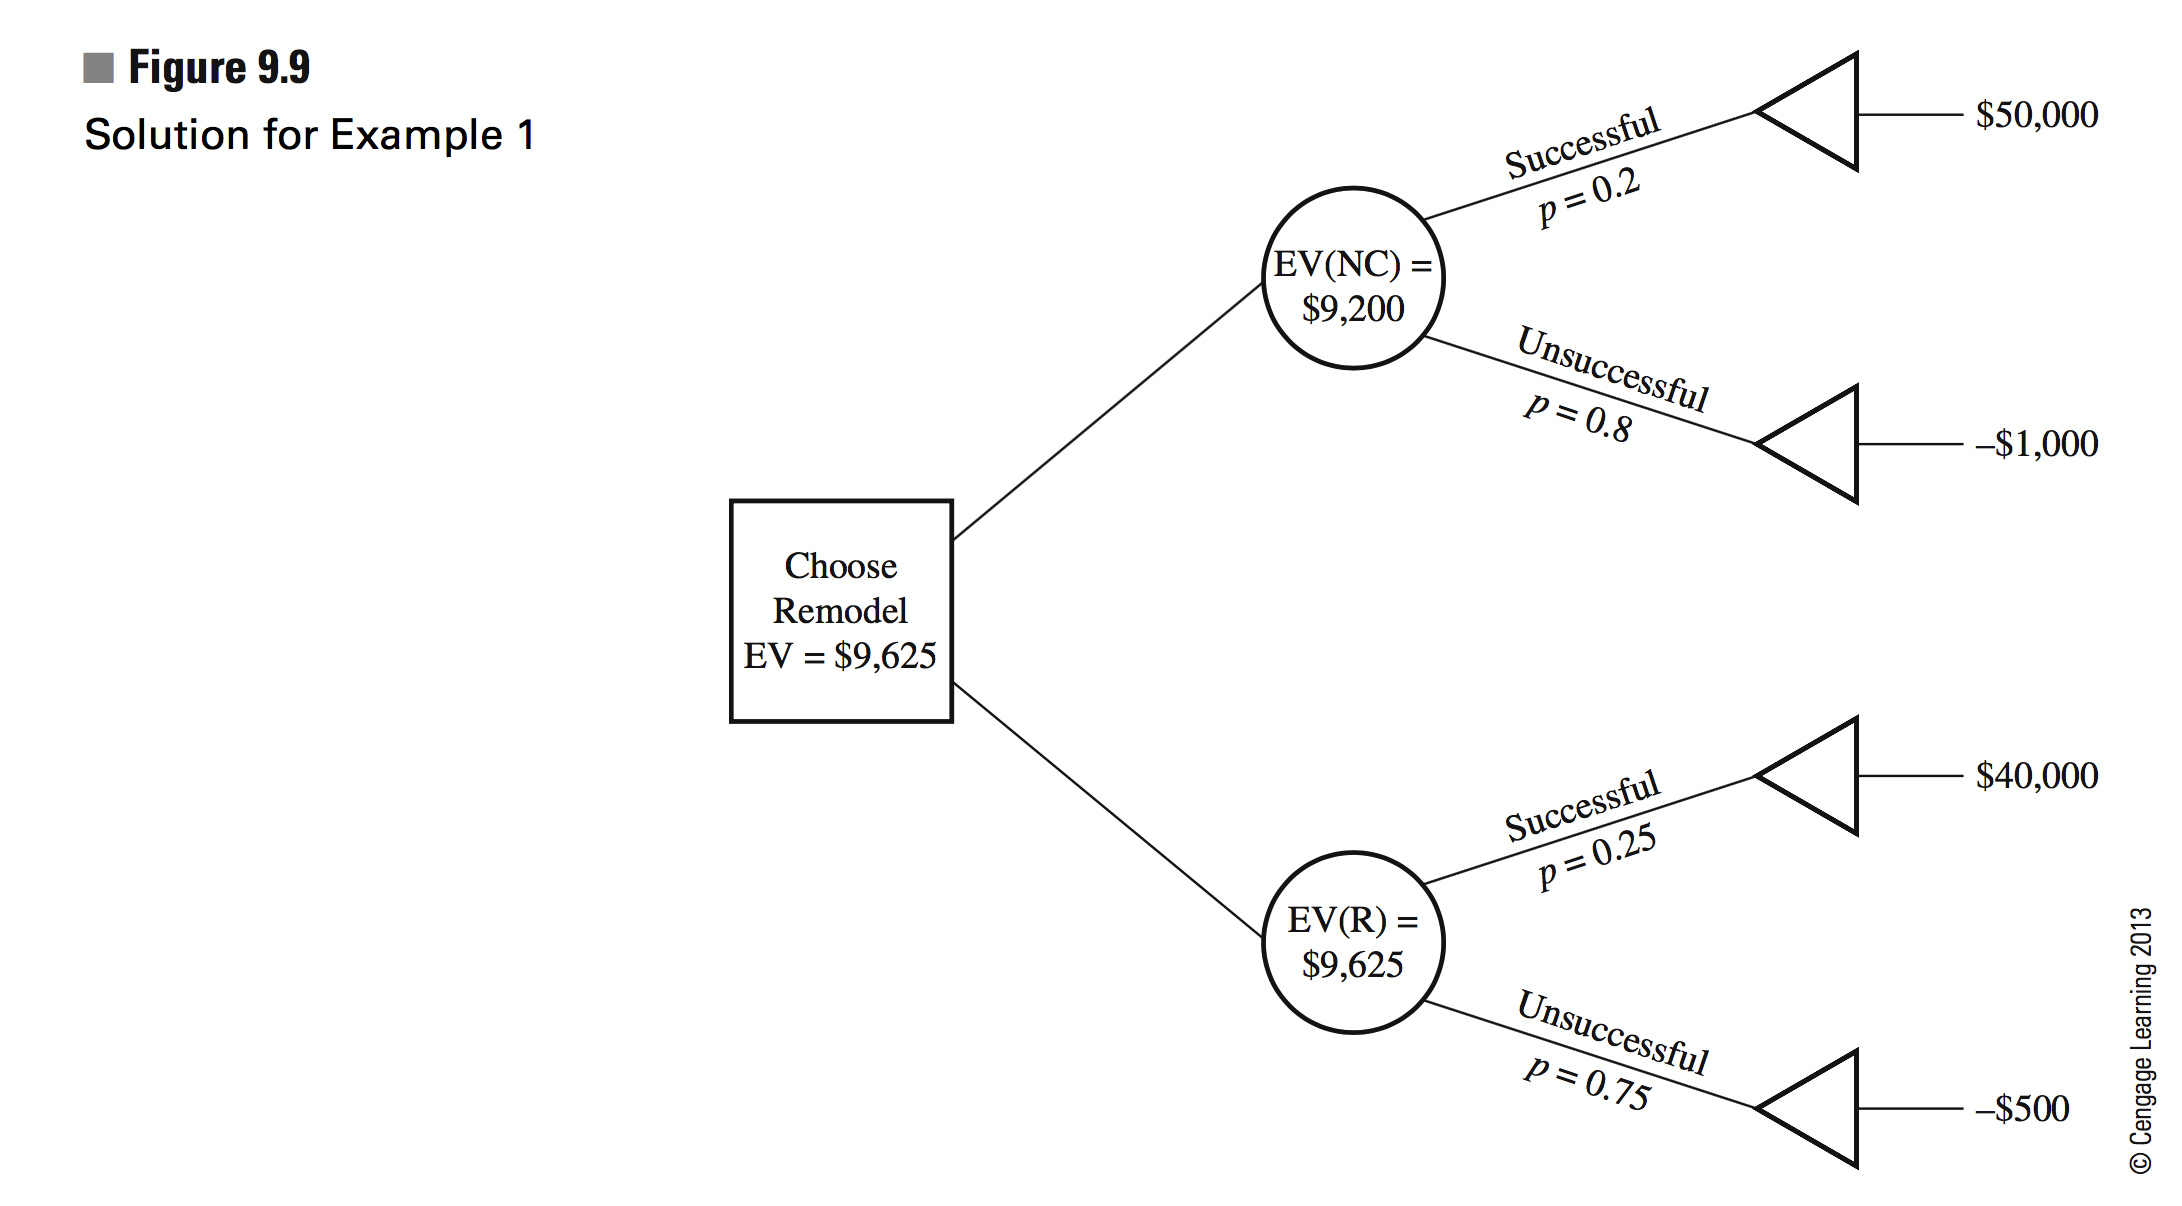 Figure 9.9
Solution for Example 1
Successful
p = 0.2
$50,000
EV(NC) =
$9,200
Unsuccessful
p = 0.8
–$1,000
Choose
Remodel
EV = $9,625
Successful
p = 0.25
$40,000
EV(R) =
$9,625
Unsuccessful
p = 0.75
–$500
© Cengage Learning 2013